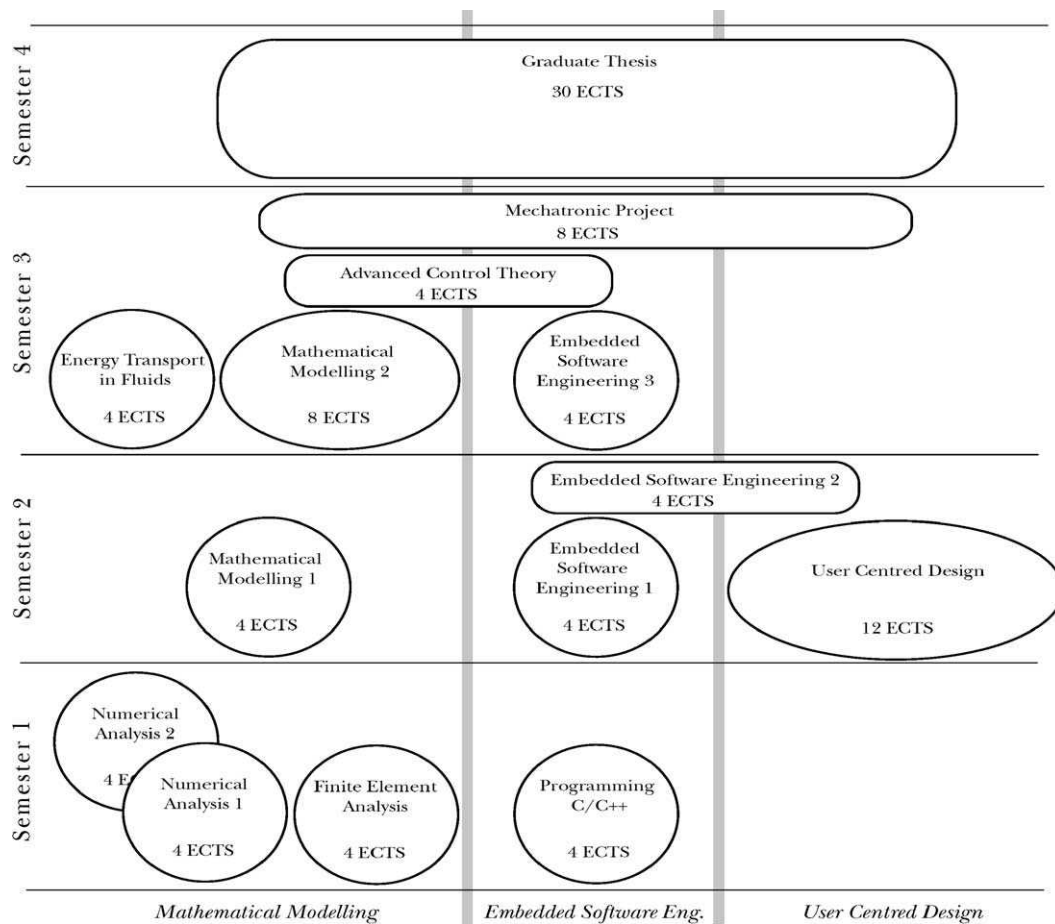 Semester 4
Graduate Thesis
30 ECTS
Semester 3
Mechatronic Project
8 ECTS
Advanced Control Theory
4 ECTS
Energy Transport
in Fluids
4 ECTS
Mathematical
Modelling 2
8 ECTS
Embedded
Software
Engineering 3
4 ECTS
Semester 2
Embedded Software Engineering 2
4 ECTS
Mathematical
Modelling 1
4 ECTS
Embedded
Software
Engineering 1
4 ECTS
User Centred Design
12 ECTS
Semester 1
Numerical
Analysis 2
4
Numerical
Analysis 1
4 ECTS
Finite Element
Analysis
4 ECTS
Programming
C/C++
4 ECTS
Mathematical Modelling
Embedded Software Eng.
User Centred Design